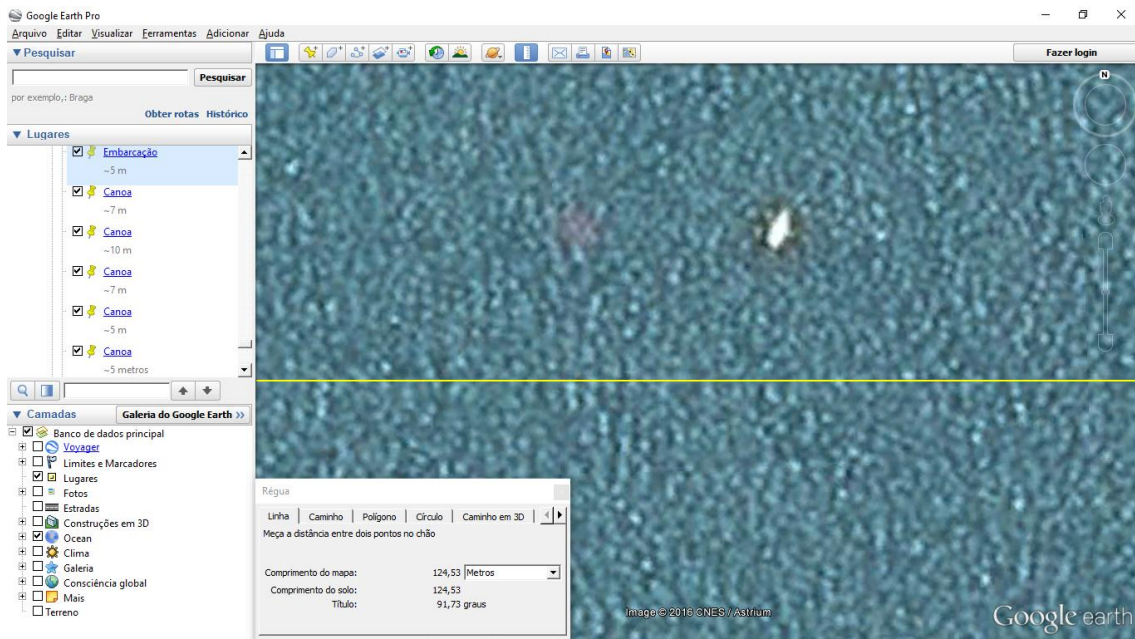 Google Earth Pro
Arquivo Editar Visualizar Ferramentas Adicionar Ajuda
Pesquisar
Fazer login
Pesquisar
por exemplo,: Braga
Obter rotas Histórico
Lugares
Embarcação
~5 m
Canoa
~7 m
Canoa
~10 m
Canoa
~7 m
Canoa
~5 m
Canoa
~5 metros
Camadas Galeria do Google Earth >>
Banco de dados principal
Voyager
Limites e Marcadores
Lugares
Fotos
Estradas
Construções em 3D
Ocean
Clima
Galeria
Consciência global
Mais
Terreno
N
Régua
Linha Caminho Polígono Círculo Caminho em 3D
Meça a distância entre dois pontos no chão
Comprimento do mapa: 124,53 Metros
Comprimento do solo: 124,53
Título: 91,73 graus
Image © 2016 CNES / Astrium
Google earth